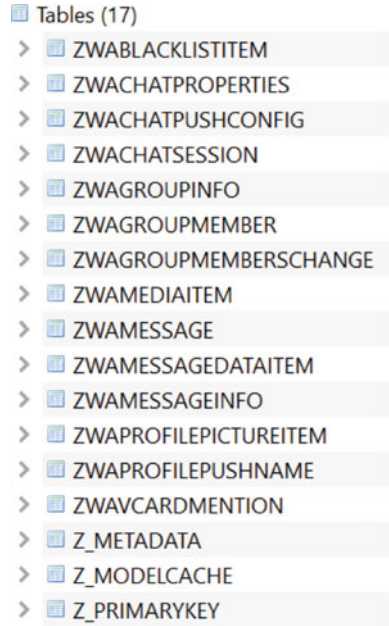 Tables (17)
ZWABLACKLISTITEM
ZWACHATPROPERTIES
ZWACHATPUSHCONFIG
ZWACHATSESSION
ZWAGROUPINFO
ZWAGROUPMEMBER
ZWAGROUPMEMBERSCHANGE
ZWAMEDIAITEM
ZWAMESSAGE
ZWAMESSAGEDATAITEM
ZWAMESSAGEINFO
ZWAPROFILEPICTUREITEM
ZWAPROFILEPUSHNAME
ZWAVCARDMENTION
Z_METADATA
Z_MODELCACHE
Z_PRIMARYKEY